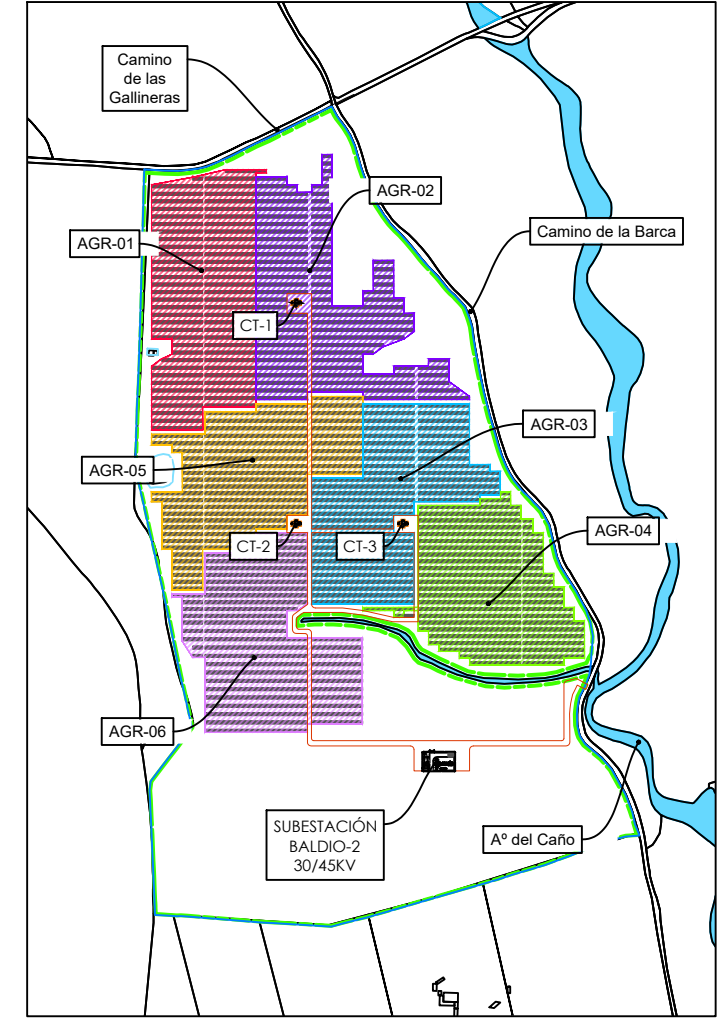 Camino
de las
Gallineras
AGR-02
AGR-01
Camino de la Barca
CT-1
AGR-03
AGR-05
AGR-04
CT-2
CT-3
AGR-06
SUBESTACIÓN
BALDIO-2
30/45KV
Aº del Caño